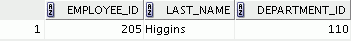 EMPLOYEE_ID LAST_NAME DEPARTMENT_ID
1 205 Higgins 110